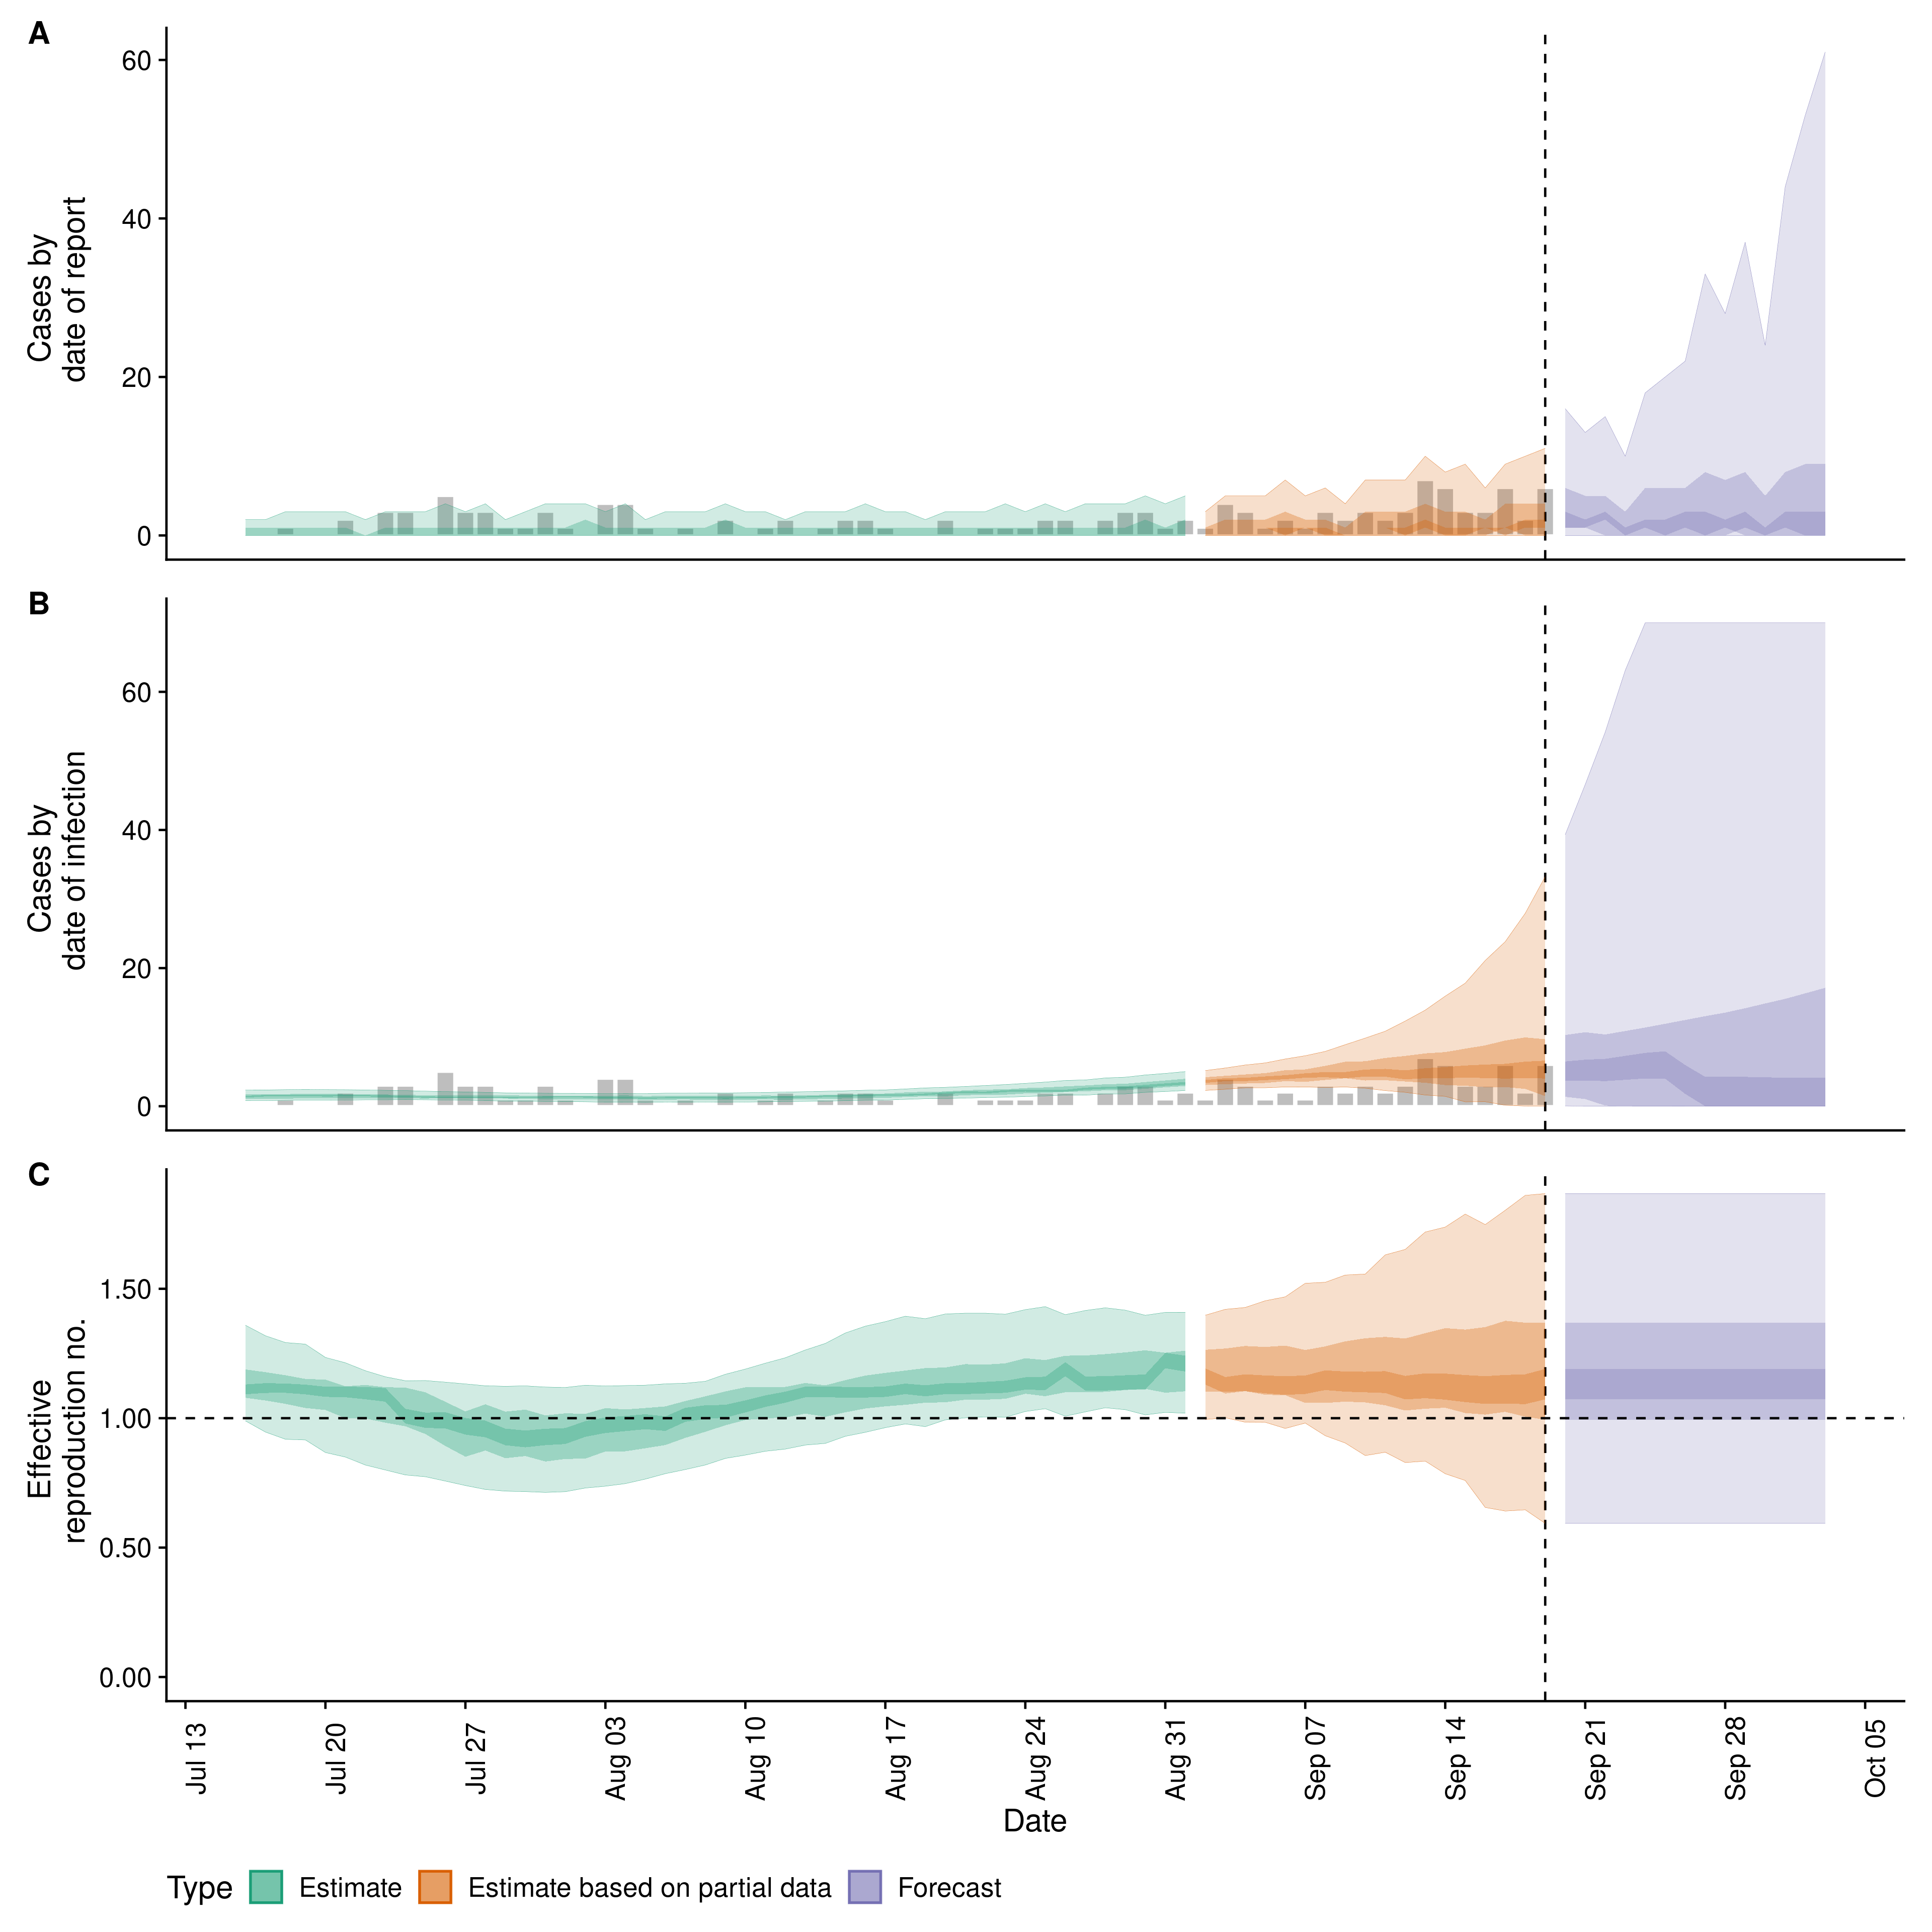 A
60
40
20
0
Cases by
date of report
B
60
40
20
0
Cases by
date of infection
C
1.50
1.00
0.50
0.00
Effective
reproduction no.
Jul 13
Jul 20
Jul 27
Aug 03
Aug 10
Aug 17
Aug 24
Aug 31
Sep 07
Sep 14
Sep 21
Sep 28
Oct 05
Date
Type Estimate Estimate based on partial data Forecast